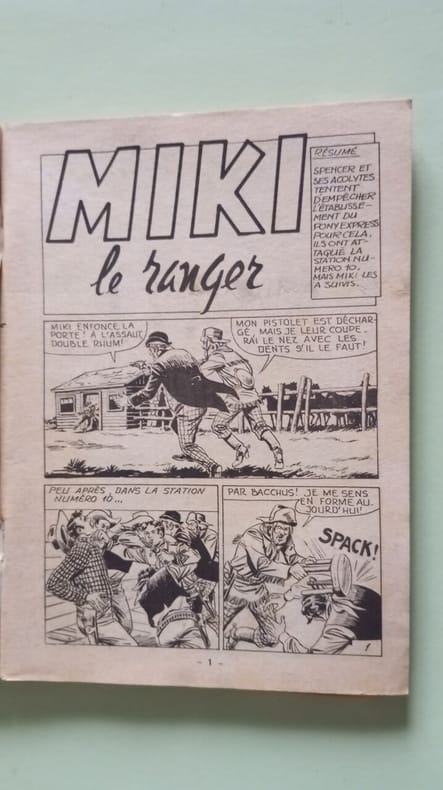 MIKI
le ranger
RÉSUMÉ
SPENCER ET
SES ACOLYTES
TENTENT
D'EMPÊCHER
L'ÉTABLISSE-
MENT DU
PONY EXPRESS
POUR CELA,
ILS ONT AT-
TAQUÉ LA
STATION NU-
MERO 10,
MAIS MIKI LES
A SUIVIS...
MIKI ENFONCE LA
PORTE! À L'ASSAUT,
DOUBLE RHUM!
MON PISTOLET EST DÉCHAR-
GÉ, MAIS JE LEUR COUPE-
RAI LE NEZ AVEC LES
DENTS S'IL LE FAUT!
PEU APRÈS, DANS LA STATION
NUMÉRO 10...
PAR BACCHUS! JE ME SENS
EN FORME AU-
JOURD'HUI!
SPACK!
1
- 1 -